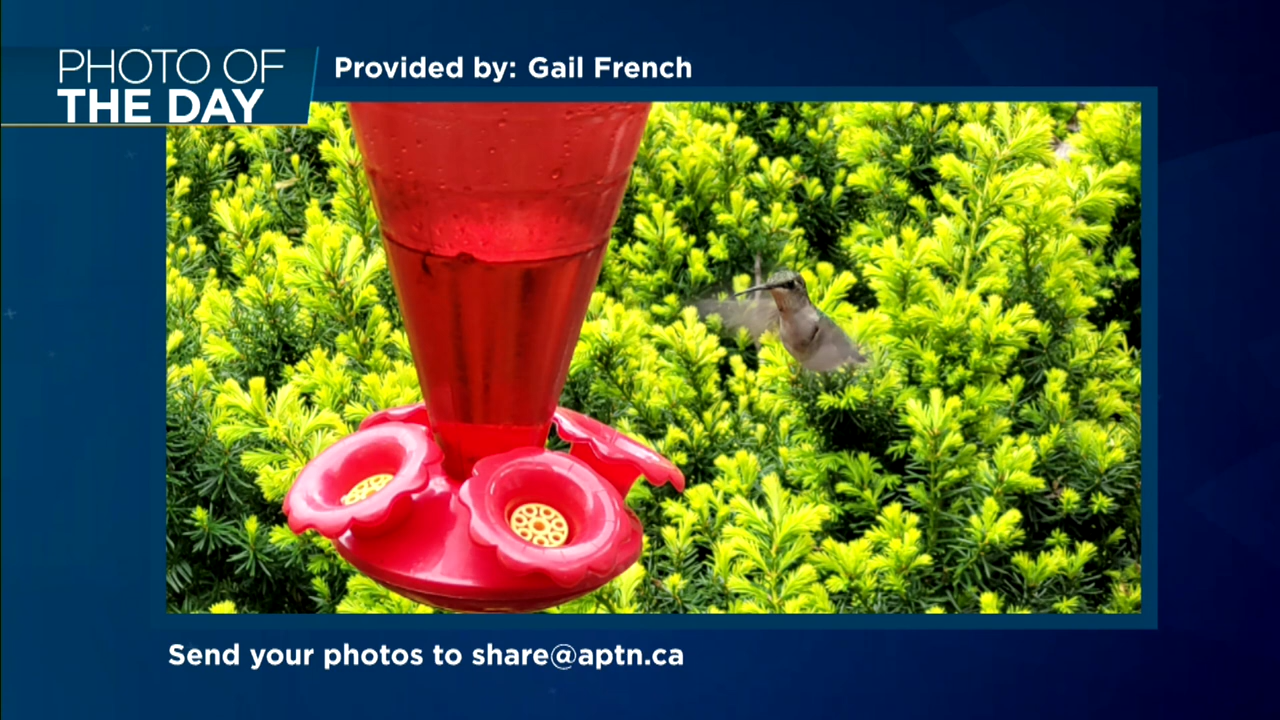 PHOTO OF
THE DAY
Provided by: Gail French
Send your photos to share@aptn.ca